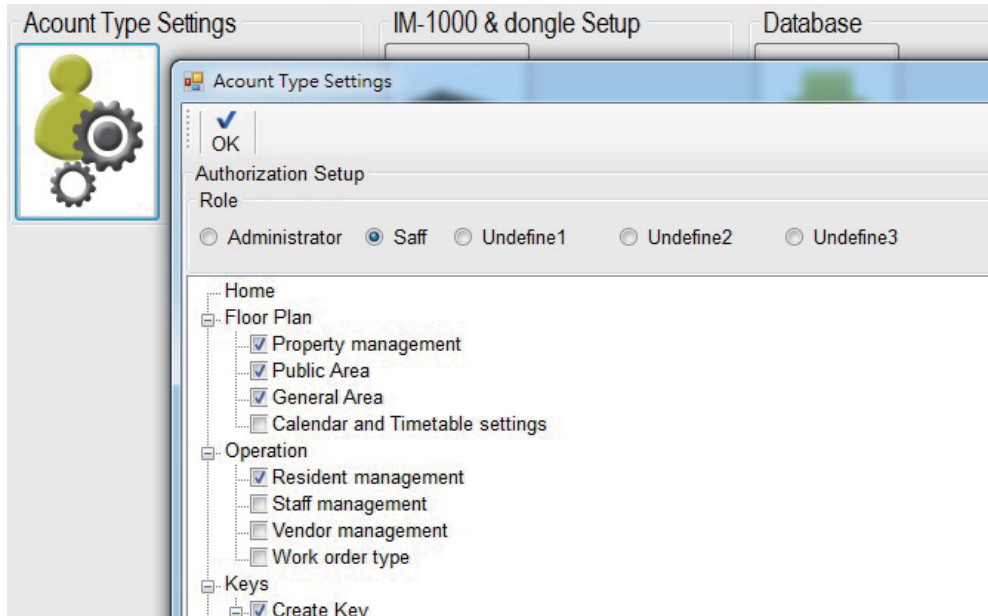 Acount Type Settings IM-1000 & dongle Setup Database
Acount Type Settings
OK
Authorization Setup
Role
Administrator Saff Undefine1 Undefine2 Undefine3
Home
Floor Plan
Property management
Public Area
General Area
Calendar and Timetable settings
Operation
Resident management
Staff management
Vendor management
Work order type
Keys
Create Key